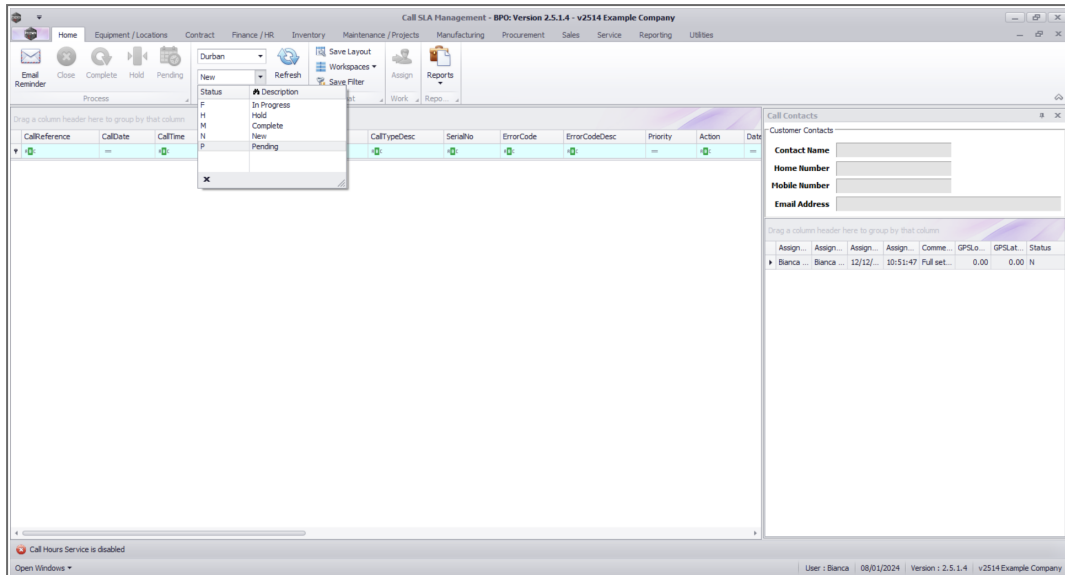 Call SLA Management - BPO: Version 2.5.1.4 - v2514 Example Company
Home Equipment / Locations Contract Finance / HR Inventory Maintenance / Projects Manufacturing Procurement Sales Service Reporting Utilities
Email Reminder
Close
Complete
Hold
Pending
Durban
New
Refresh
Save Layout
Workspaces
Save Filter
Assign
Reports
Process
Work
Repo...
Status Description
F In Progress
H Hold
M Complete
N New
P Pending
Drag a column header here to group by that column
CallReference CallDate CallTime CallTypeDesc SerialNo ErrorCode ErrorCodeDesc Priority Action Date
Call Contacts
Customer Contacts
Contact Name
Home Number
Mobile Number
Email Address
Drag a column header here to group by that column
Assign... Assign... Assign... Assign... Comme... GPSLo... GPSLat... Status
Bianca ... Bianca ... 12/12/... 10:51:47 Full set... 0.00 0.00 N
Call Hours Service is disabled
Open Windows
User : Bianca 08/01/2024 Version : 2.5.1.4 v2514 Example Company